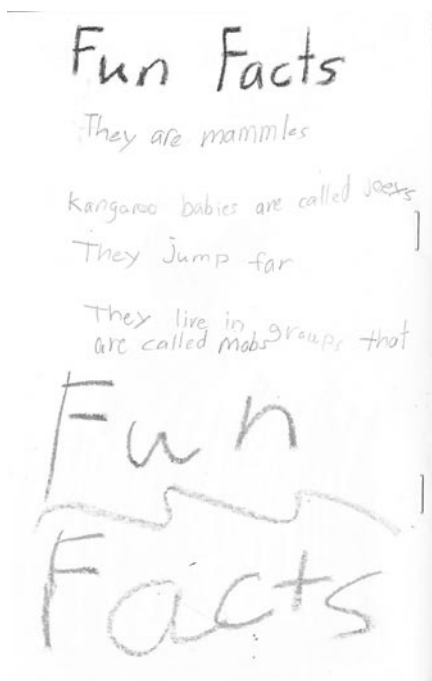 Fun Facts
They are mammles
Kangaroo babies are called joeys
They jump far
They live in groups that
are called mobs
Fun
Facts